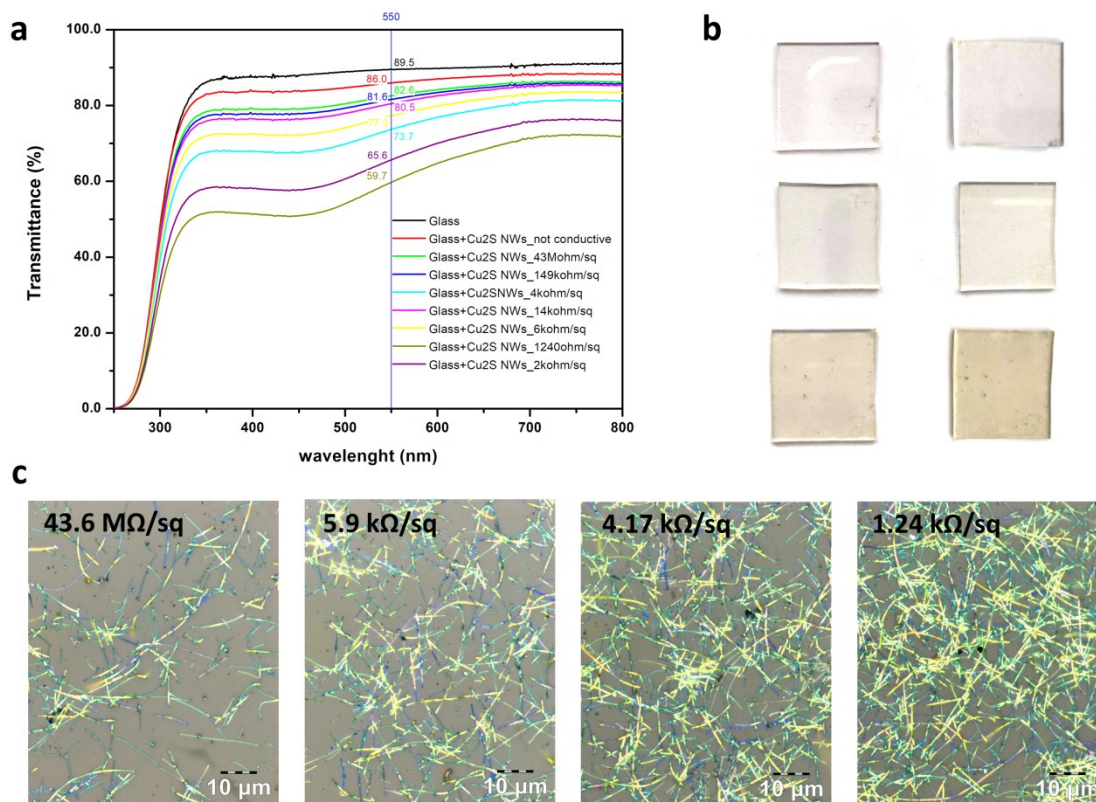 a
b
550
100.0
80.0
60.0
40.0
20.0
0.0
Transmittance (%)
89.5
86.0
82.6
81.6
80.5
77.3
73.7
65.6
59.7
Glass
Glass+Cu2S NWs_not conductive
Glass+Cu2S NWs_43Mohm/sq
Glass+Cu2S NWs_149kohm/sq
Glass+Cu2SNWs_4kohm/sq
Glass+Cu2S NWs_14kohm/sq
Glass+Cu2S NWs_6kohm/sq
Glass+Cu2S NWs_1240ohm/sq
Glass+Cu2S NWs_2kohm/sq
300 400 500 600 700 800
wavelenght (nm)
c
43.6 MΩ/sq
5.9 kΩ/sq
4.17 kΩ/sq
1.24 kΩ/sq
10 μm
10 μm
10 μm
10 μm